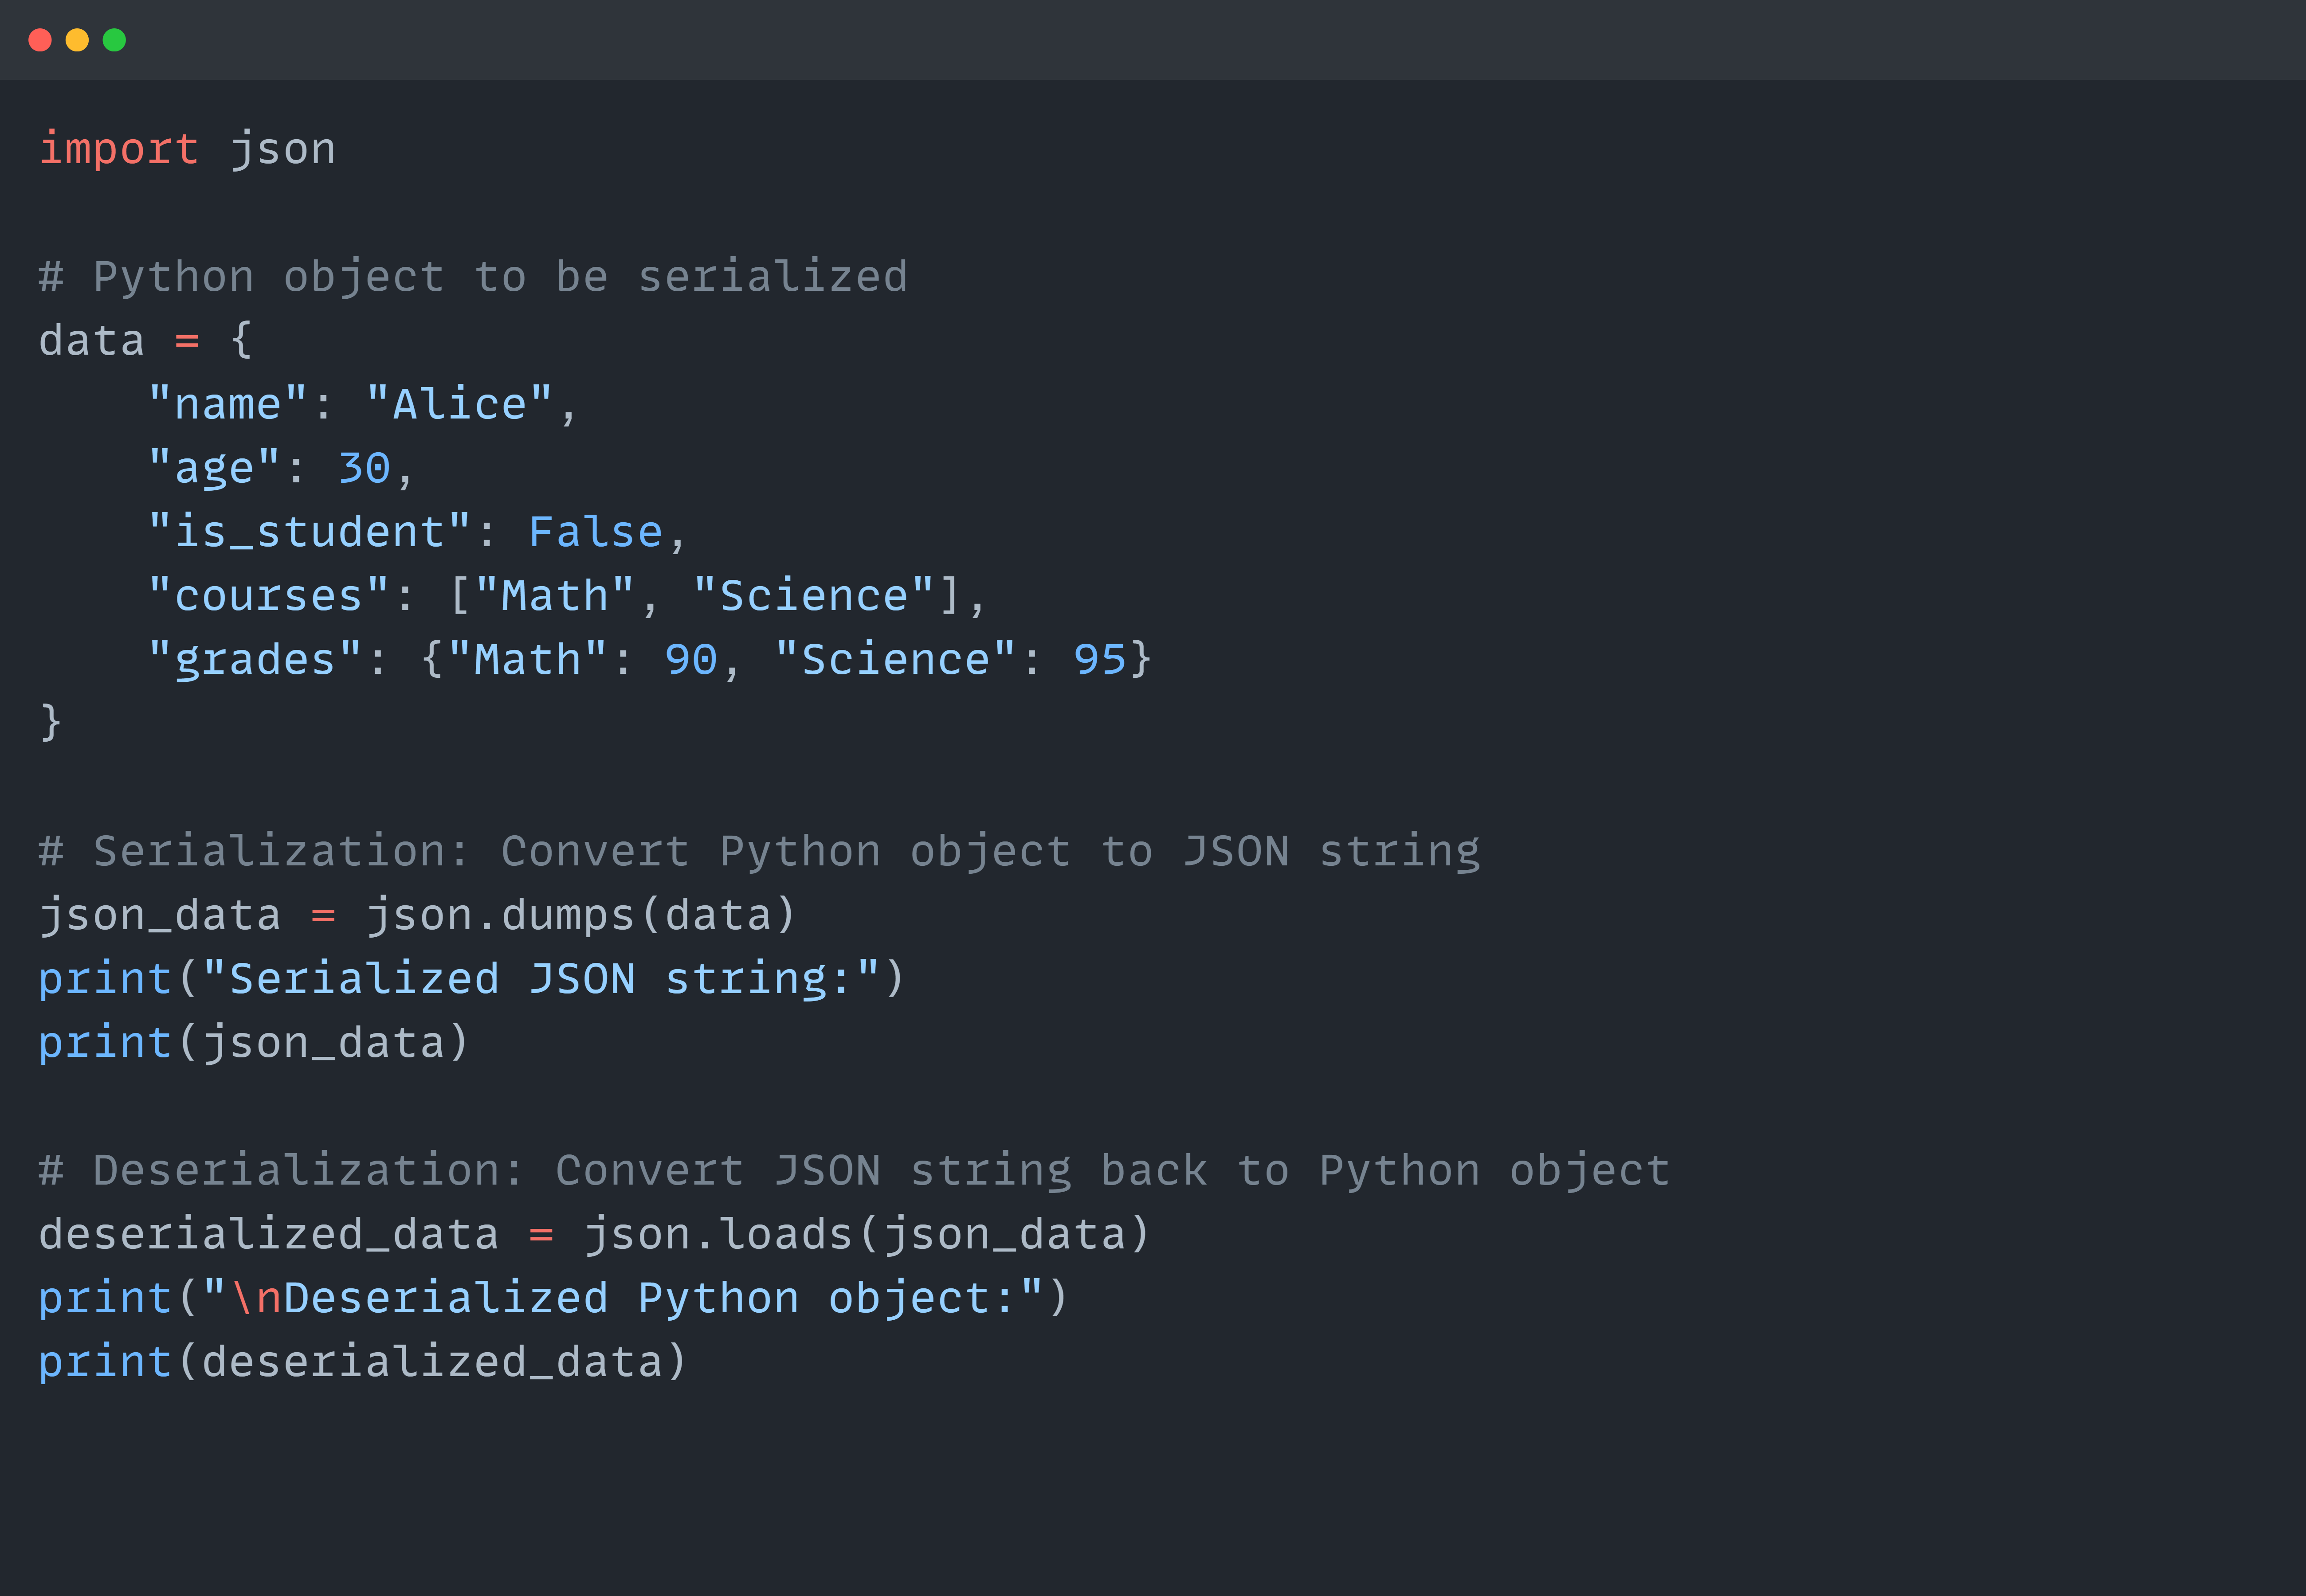 import json
# Python object to be serialized
data = {
    "name": "Alice",
    "age": 30,
    "is_student": False,
    "courses": ["Math", "Science"],
    "grades": {"Math": 90, "Science": 95}
}
# Serialization: Convert Python object to JSON string
json_data = json.dumps(data)
print("Serialized JSON string:")
print(json_data)
# Deserialization: Convert JSON string back to Python object
deserialized_data = json.loads(json_data)
print("\nDeserialized Python object:")
print(deserialized_data)